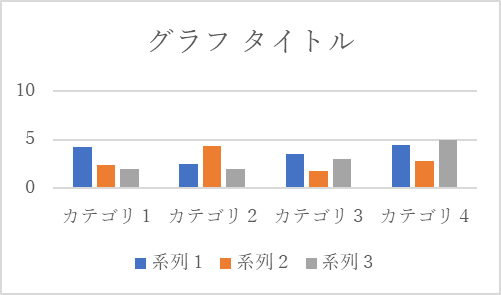 グラフ タイトル
10
5
0
カテゴリ 1 カテゴリ 2 カテゴリ 3 カテゴリ 4
系列 1 系列 2 系列 3